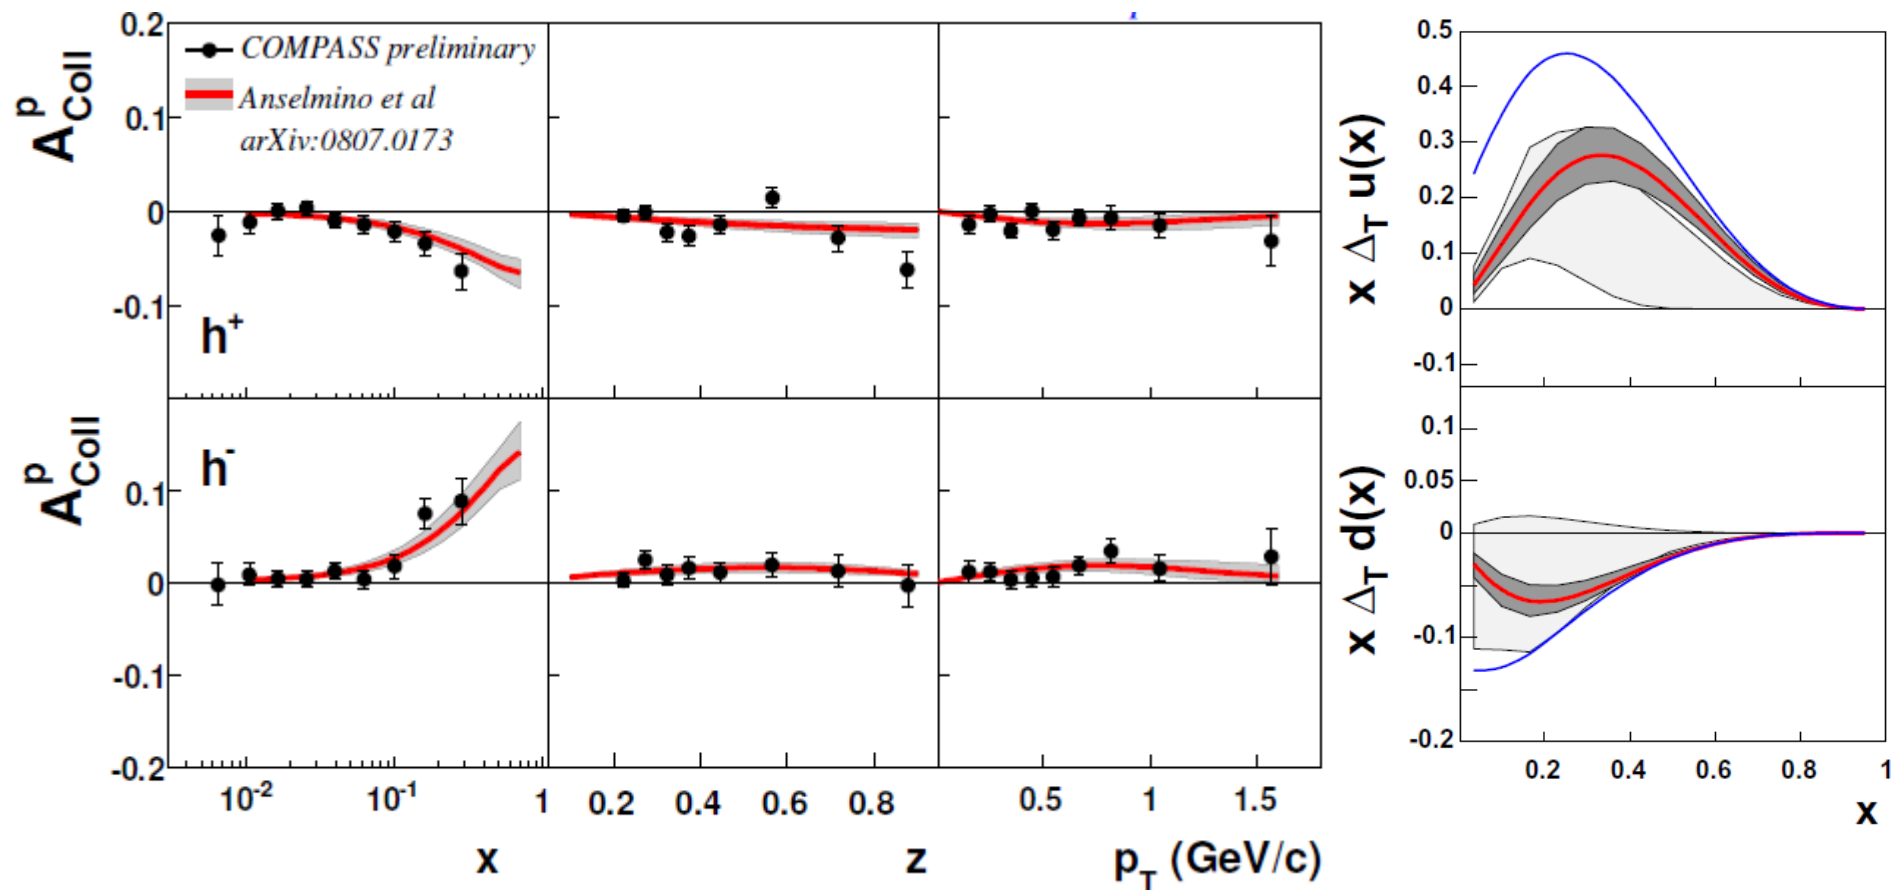 0.2
0.1
0
-0.1
A^p_Coll
COMPASS preliminary
Anselmino et al
arXiv:0807.0173
h⁺
0.1
0
-0.1
-0.2
A^p_Coll
h⁻
10⁻² 10⁻¹ 1
x
0.2 0.4 0.6 0.8
z
0.5 1 1.5
p_T (GeV/c)
0.5
0.4
0.3
0.2
0.1
0
-0.1
x Δ_T u(x)
0.1
0.05
0
-0.1
-0.2
x Δ_T d(x)
0.2 0.4 0.6 0.8 1
x